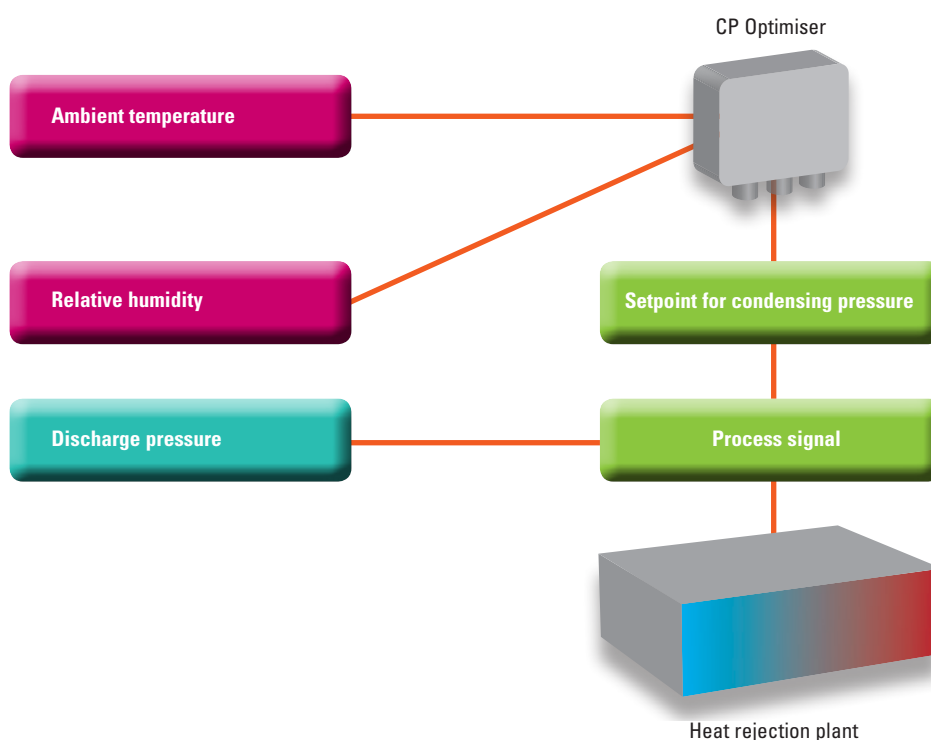 CP Optimiser
Ambient temperature
Relative humidity
Setpoint for condensing pressure
Discharge pressure
Process signal
Heat rejection plant